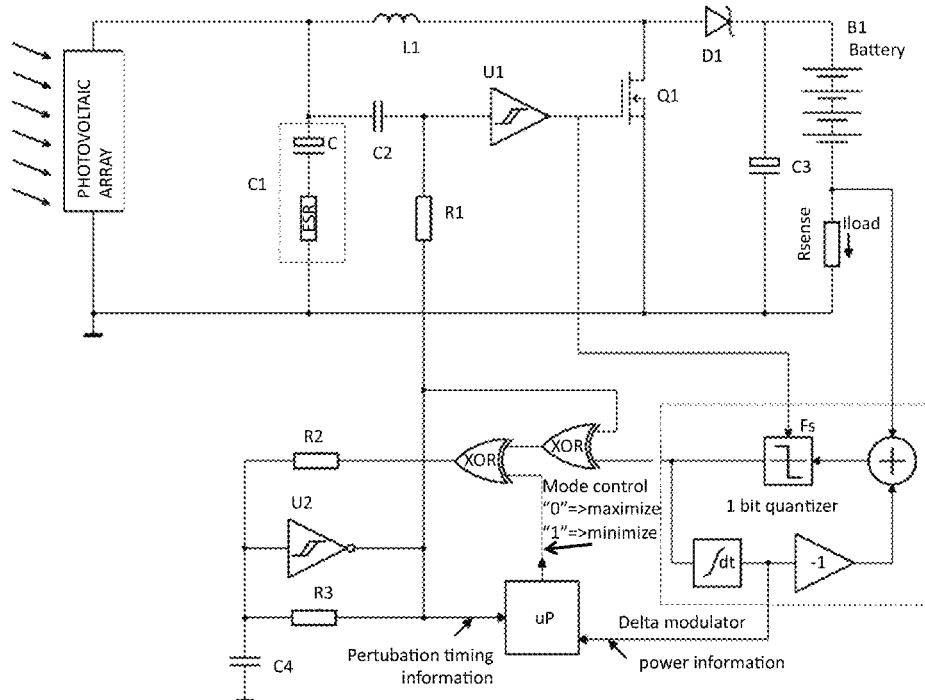 B1
Battery
L1
D1
U1
Q1
PHOTOVOLTAIC
ARRAY
C
C2
C1
ESR
R1
C3
Rsense
Iload
R2
XOR
XOR
Fs
Mode control
"0"=>maximize
"1"=>minimize
1 bit quantizer
U2
∫dt
-1
R3
uP
Delta modulator
Pertubation timing
information
power information
C4